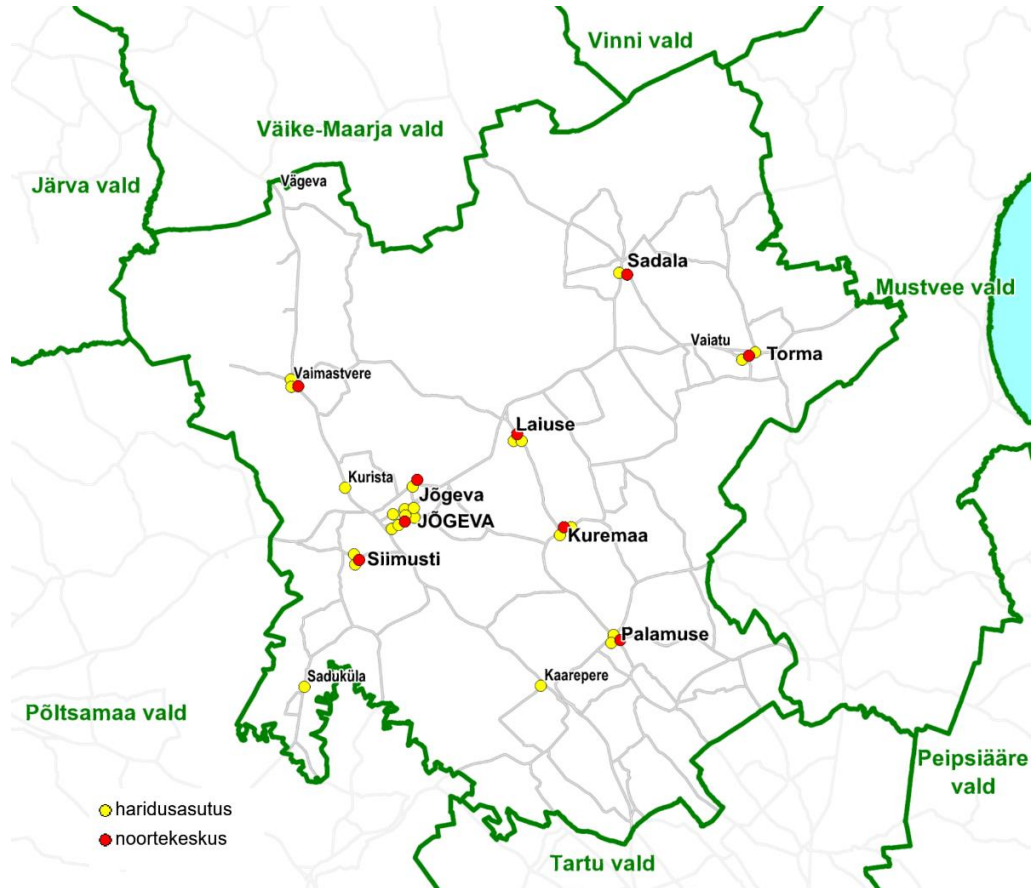 Vinni vald
Väike-Maarja vald
Järva vald
Vägeva
Sadala
Mustvee vald
Vaiatu
Torma
Vaimastvere
Laiuse
Kurista
Jõgeva
JÕGEVA
Kuremaa
Siimusti
Palamuse
Kaarepere
Saduküla
Põltsamaa vald
Peipsiääre
vald
haridusasutus
noortekeskus
Tartu vald